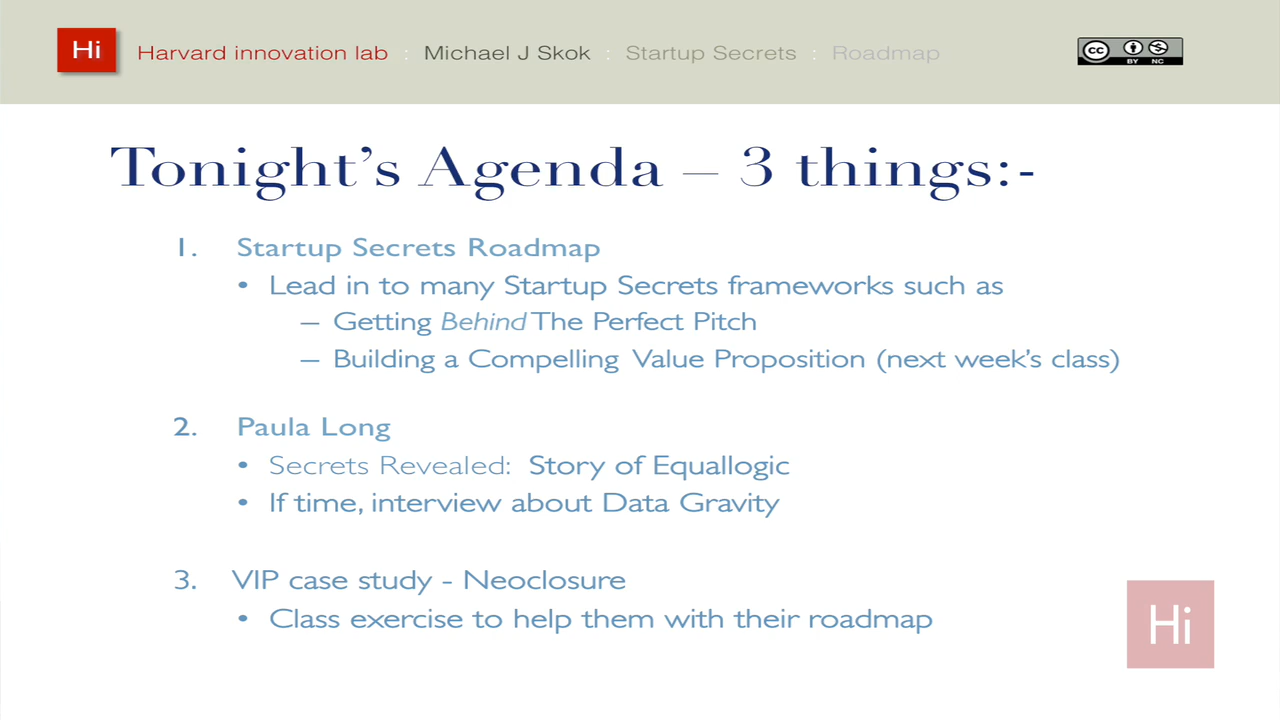 Hi Harvard innovation lab : Michael J Skok : Startup Secrets : Roadmap
cc BY NC
Tonight's Agenda – 3 things:-
1. Startup Secrets Roadmap
• Lead in to many Startup Secrets frameworks such as
– Getting Behind The Perfect Pitch
– Building a Compelling Value Proposition (next week's class)
2. Paula Long
• Secrets Revealed: Story of Equallogic
• If time, interview about Data Gravity
3. VIP case study - Neoclosure
• Class exercise to help them with their roadmap
Hi